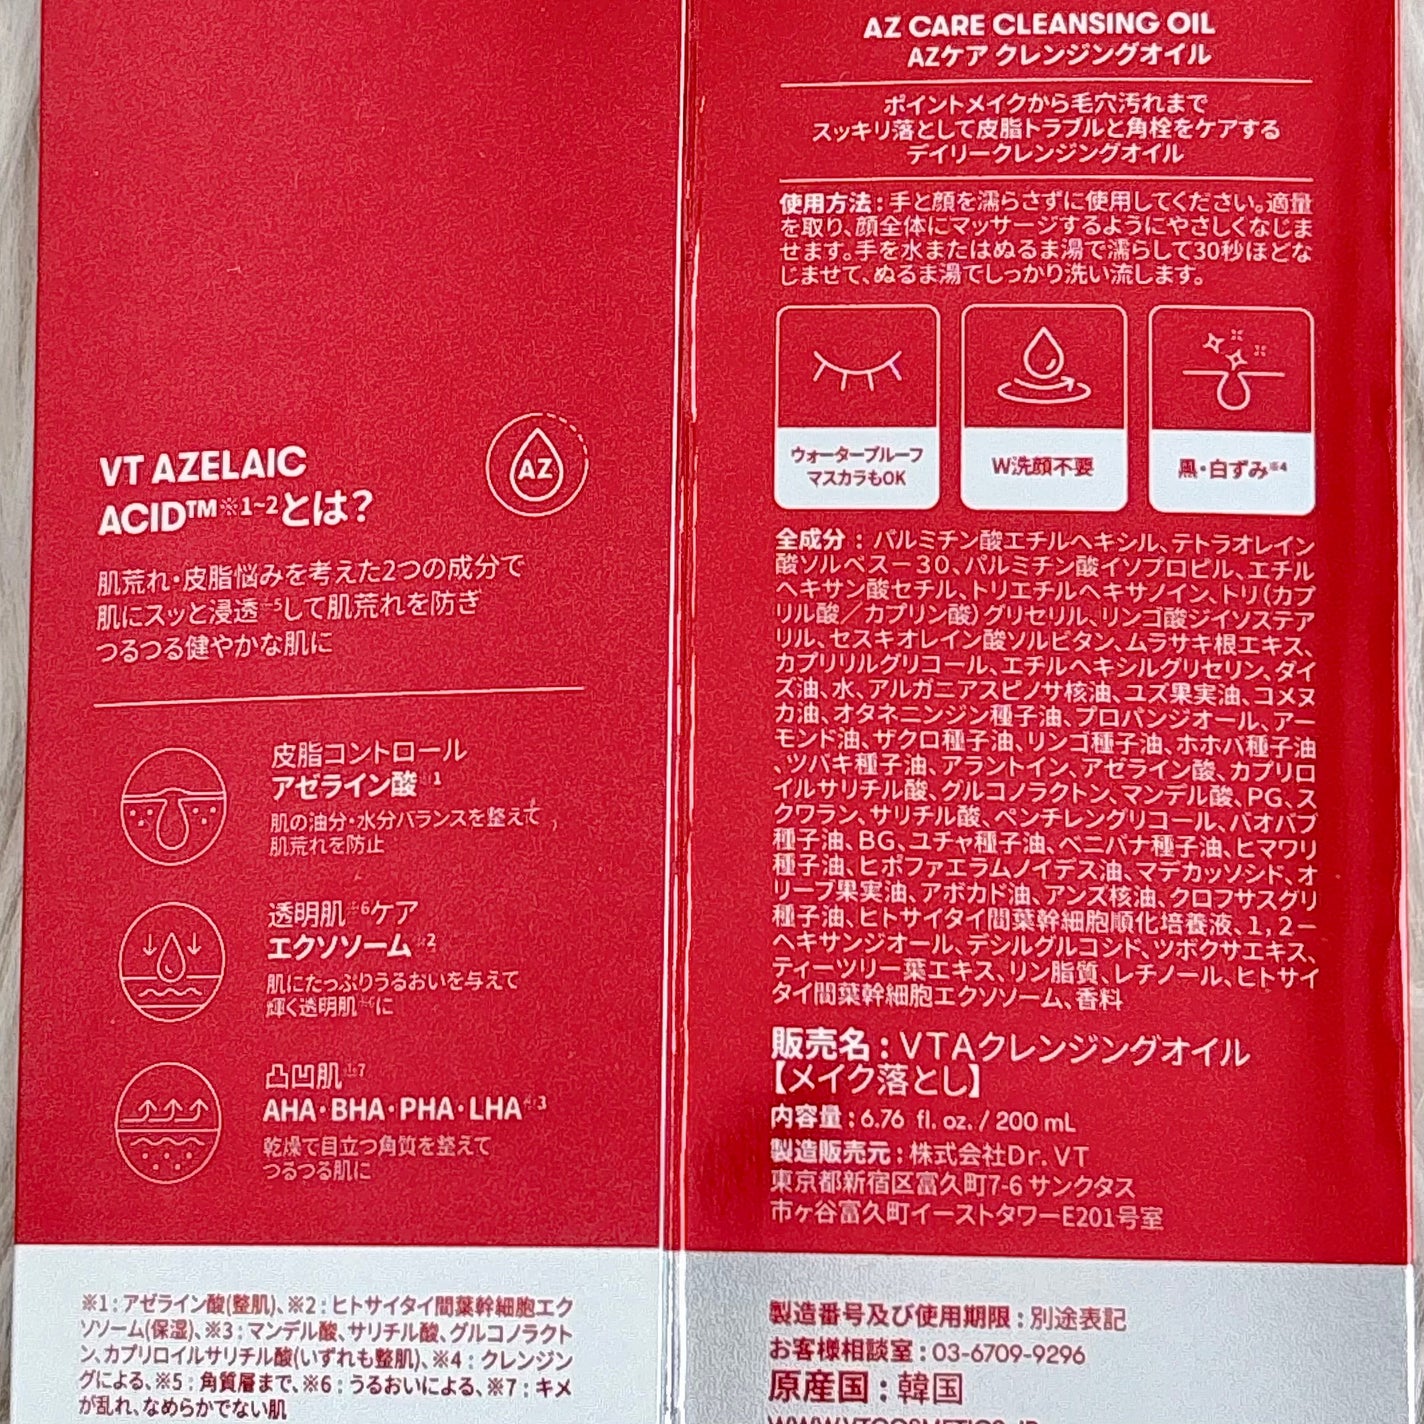 VT AZELAIC
ACID™※1~2とは?
AZ
肌荒れ・皮脂悩みを考えた2つの成分で
肌にスッと浸透※5して肌荒れを防ぎ
つるつる健やかな肌に
皮脂コントロール
アゼライン酸※1
肌の油分・水分バランスを整えて、
肌荒れを防止
透明肌※6ケア
エクソソーム※2
肌にたっぷりうるおいを与えて
輝く透明肌※6に
凸凹肌※7
AHA・BHA・PHA・LHA※3
乾燥で目立つ角質を整えて
つるつる肌に
※1:アゼライン酸(整肌)、※2:ヒトサイタイ間葉幹細胞エク
ソソーム(保湿)、※3:マンデル酸、サリチル酸、グルコノラクト
ン、カプリロイルサリチル酸(いずれも整肌)、※4:クレンジン
グによる、※5:角質層まで、※6:うるおいによる、※7:キメ
が乱れ、なめらかでない肌
AZ CARE CLEANSING OIL
AZケア クレンジングオイル
ポイントメイクから毛穴汚れまで
スッキリ落として皮脂トラブルと角栓をケアする
デイリークレンジングオイル
使用方法:手と顔を濡らさずに使用してください。適量
を取り、顔全体にマッサージするようにやさしくなじま
せます。手を水またはぬるま湯で濡らして30秒ほどな
じませて、ぬるま湯でしっかり洗い流します。
ウォータープルーフ
マスカラもOK
W洗顔不要
黒・白ずみ※4
全成分:パルミチン酸エチルヘキシル、テトラオレイン
酸ソルベス-30、パルミチン酸イソプロピル、エチル
ヘキサン酸セチル、トリエチルヘキサノイン、トリ(カプ
リル酸/カプリン酸)グリセリル、リンゴ酸ジイソステア
リル、セスキオレイン酸ソルビタン、ムラサキ根エキス、
カプリリルグリコール、エチルヘキシルグリセリン、ダイ
ズ油、水、アルガニアスピノサ核油、ユズ果実油、コメヌ
カ油、オタネニンジン種子油、プロパンジオール、アー
モンド油、ザクロ種子油、リンゴ種子油、ホホバ種子油
、ツバキ種子油、アラントイン、アゼライン酸、カプリロ
イルサリチル酸、グルコノラクトン、マンデル酸、PG、ス
クワラン、サリチル酸、ペンチレングリコール、バオバブ
種子油、BG、ユチャ種子油、ベニバナ種子油、ヒマワリ
種子油、ヒポファエラムノイデス油、マデカッソシド、オ
リーブ果実油、アボカド油、アンズ核油、クロフサスグリ
種子油、ヒトサイタイ間葉幹細胞順化培養液、1,2-
ヘキサンジオール、デシルグルコシド、ツボクサエキス、
ティーツリー葉エキス、リン脂質、レチノール、ヒトサイ
タイ間葉幹細胞エクソソーム、香料
販売名:VTAクレンジングオイル
【メイク落とし】
内容量:6.76 fl. oz. / 200 mL
製造販売元:株式会社Dr. VT
東京都新宿区富久町7-6 サンクタス
市ヶ谷富久町イーストタワーE201号室
製造番号及び使用期限:別途表記
お客様相談室:03-6709-9296
原産国:韓国
WWW.VTCOSMETICS.JP